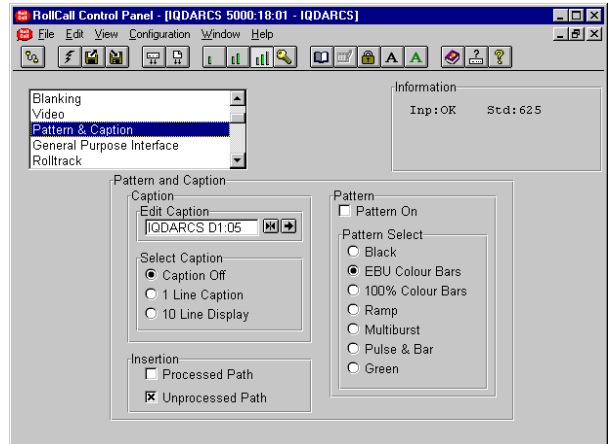 RollCall Control Panel - [IQDARCS 5000:18:01 - IQDARCS]
File Edit View Configuration Window Help
A A
Blanking
Video
Pattern & Caption
General Purpose Interface
Rolltrack
Information
Inp:OK Std:625
Pattern and Caption
Caption
Edit Caption
IQDARCS D1:05
Select Caption
Caption Off
1 Line Caption
10 Line Display
Insertion
Processed Path
Unprocessed Path
Pattern
Pattern On
Pattern Select
Black
EBU Colour Bars
100% Colour Bars
Ramp
Multiburst
Pulse & Bar
Green